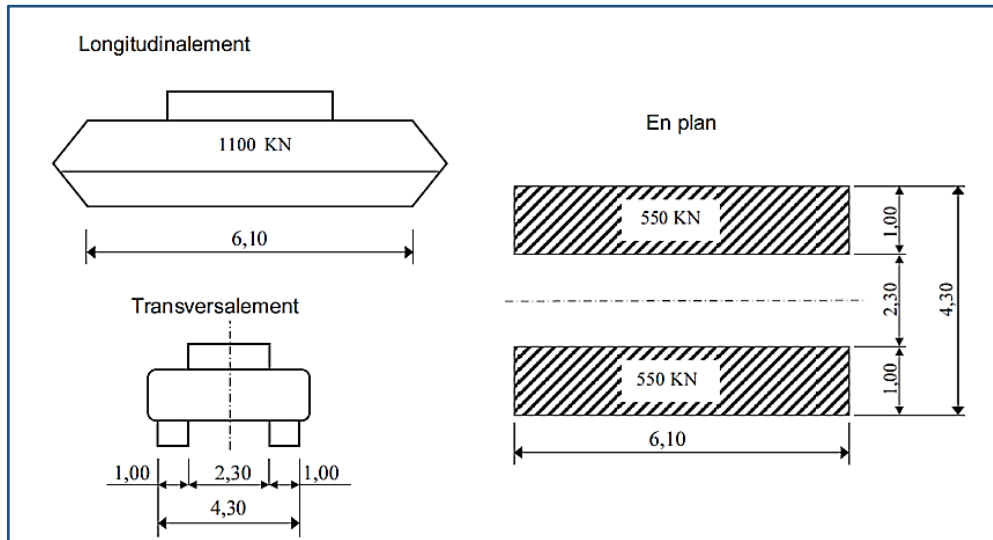 Longitudinalement
1100 KN
6,10
Transversalement
1,00 2,30 1,00
4,30
En plan
550 KN
1,00
2,30
4,30
550 KN
1,00
6,10